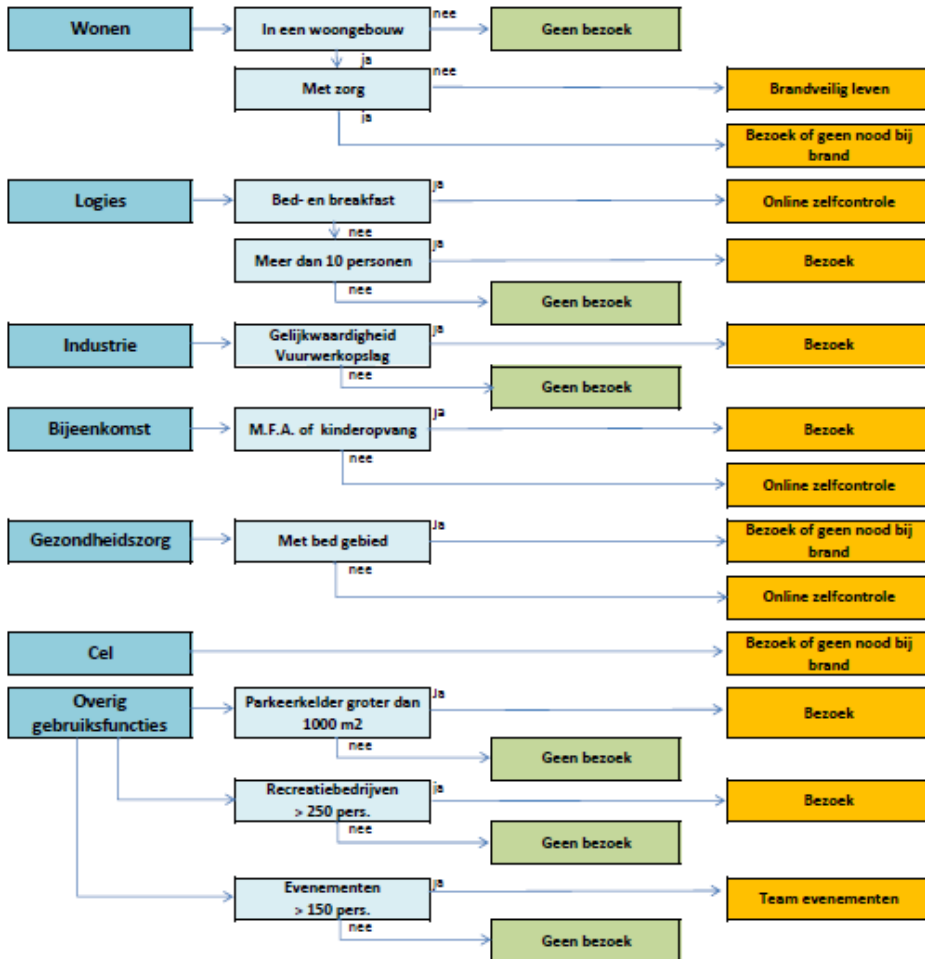 Wonen
In een woongebouw
nee
Geen bezoek
ja
Met zorg
nee
Brandveilig leven
ja
Bezoek of geen nood bij
brand
Logies
Bed- en breakfast
ja
Online zelfcontrole
nee
Meer dan 10 personen
ja
Bezoek
nee
Geen bezoek
Industrie
Gelijkwaardigheid
Vuurwerkopslag
ja
Bezoek
nee
Geen bezoek
Bijeenkomst
M.F.A. of kinderopvang
ja
Bezoek
nee
Online zelfcontrole
Gezondheidszorg
Met bed gebied
Ja
Bezoek of geen nood bij
brand
nee
Online zelfcontrole
Cel
Bezoek of geen nood bij
brand
Overig
gebruiksfuncties
Parkeerkelder groter dan
1000 m2
Ja
Bezoek
nee
Geen bezoek
Recreatiebedrijven
> 250 pers.
ja
Bezoek
nee
Geen bezoek
Evenementen
> 150 pers.
ja
Team evenementen
nee
Geen bezoek